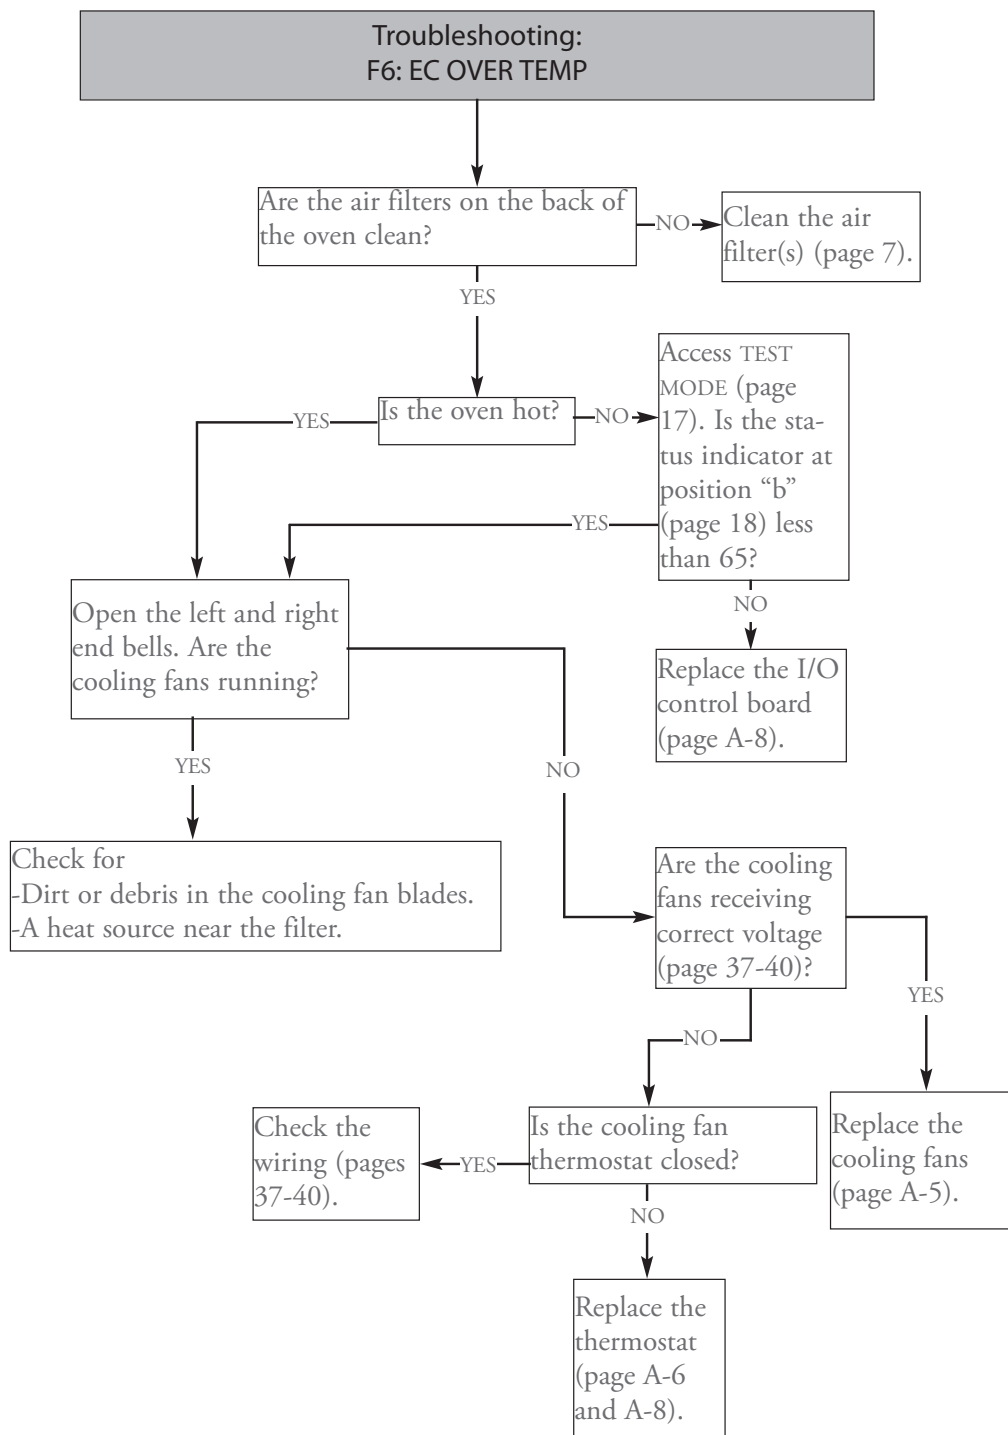 Troubleshooting:
F6: EC OVER TEMP
Are the air filters on the back of
the oven clean?
NO
Clean the air
filter(s) (page 7).
YES
Is the oven hot?
YES
NO
Access TEST
MODE (page
17). Is the sta-
tus indicator at
position “b”
(page 18) less
than 65?
YES
NO
Open the left and right
end bells. Are the
cooling fans running?
Replace the I/O
control board
(page A-8).
YES
NO
Check for
-Dirt or debris in the cooling fan blades.
-A heat source near the filter.
Are the cooling
fans receiving
correct voltage
(page 37-40)?
YES
NO
Is the cooling fan
thermostat closed?
YES
Check the
wiring (pages
37-40).
Replace the
cooling fans
(page A-5).
NO
Replace the
thermostat
(page A-6
and A-8).